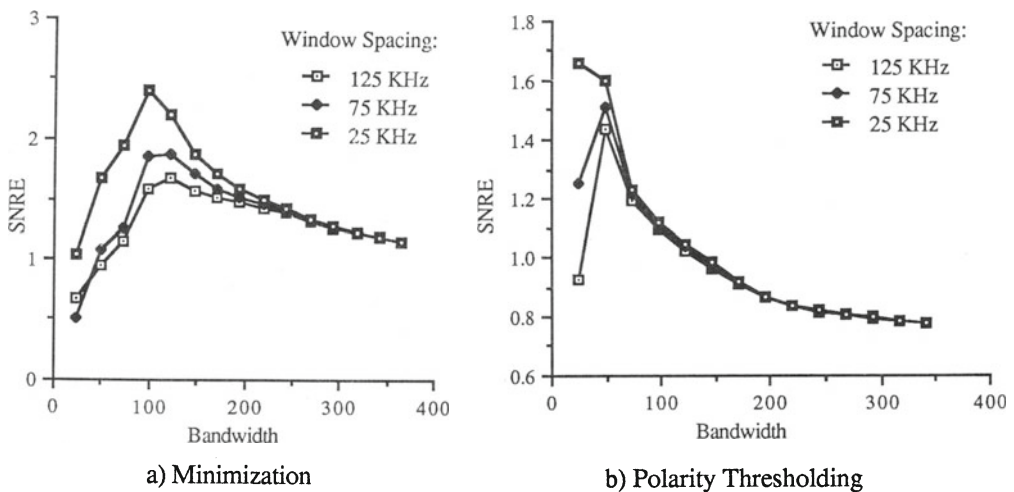 3
2
1
0
SNRE
Window Spacing:
125 KHz
75 KHz
25 KHz
0
100
200
300
400
Bandwidth
a) Minimization
1.8
1.6
1.4
1.2
1.0
0.8
0.6
SNRE
Window Spacing:
125 KHz
75 KHz
25 KHz
0
100
200
300
400
Bandwidth
b) Polarity Thresholding